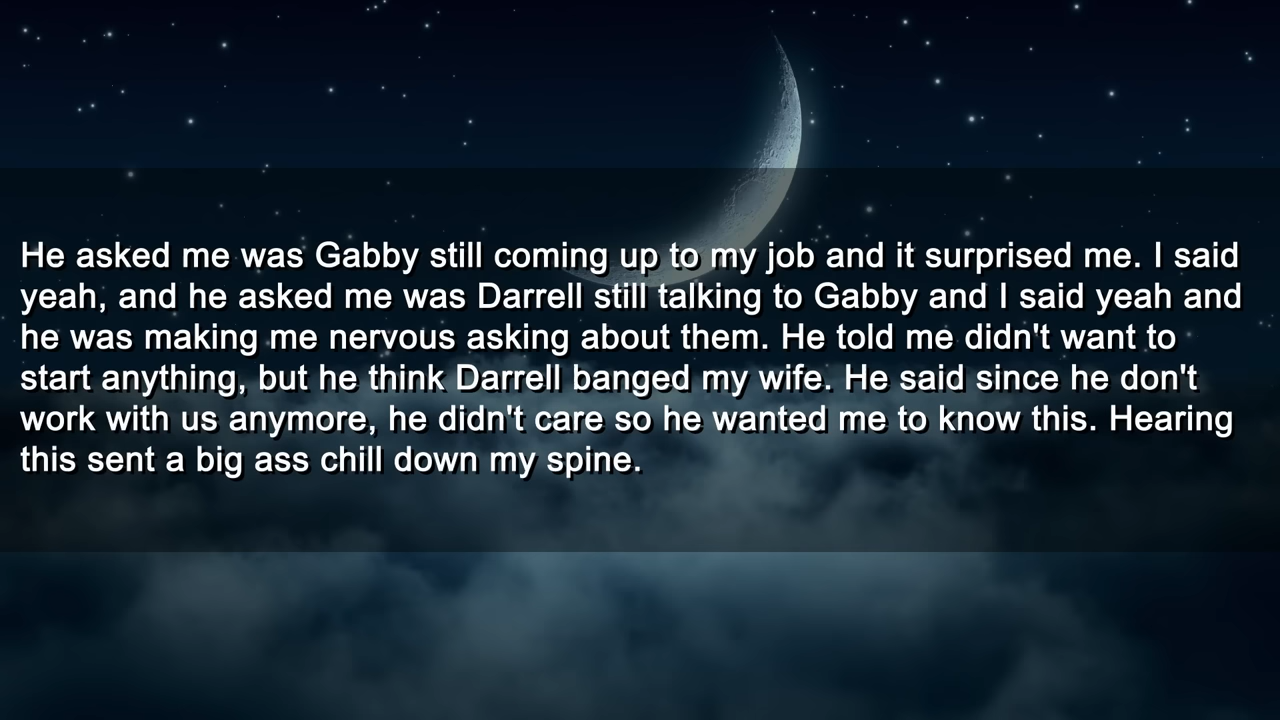 He asked me was Gabby still coming up to my job and it surprised me. I said
yeah, and he asked me was Darrell still talking to Gabby and I said yeah and
he was making me nervous asking about them. He told me didn't want to
start anything, but he think Darrell banged my wife. He said since he don't
work with us anymore, he didn't care so he wanted me to know this. Hearing
this sent a big ass chill down my spine.